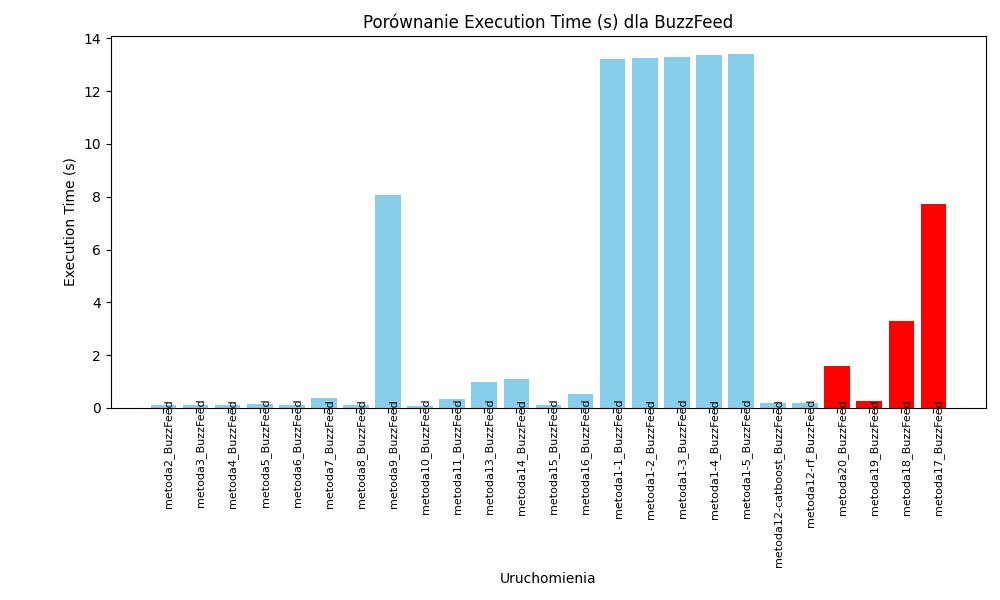 Porównanie Execution Time (s) dla BuzzFeed
Execution Time (s)
14
12
10
8
6
4
2
0
metoda2_BuzzFeed
metoda3_BuzzFeed
metoda4_BuzzFeed
metoda5_BuzzFeed
metoda6_BuzzFeed
metoda7_BuzzFeed
metoda8_BuzzFeed
metoda9_BuzzFeed
metoda10_BuzzFeed
metoda11_BuzzFeed
metoda13_BuzzFeed
metoda14_BuzzFeed
metoda15_BuzzFeed
metoda16_BuzzFeed
metoda1-1_BuzzFeed
metoda1-2_BuzzFeed
metoda1-3_BuzzFeed
metoda1-4_BuzzFeed
metoda1-5_BuzzFeed
metoda12-catboost_BuzzFeed
metoda12-rf_BuzzFeed
metoda20_BuzzFeed
metoda19_BuzzFeed
metoda18_BuzzFeed
metoda17_BuzzFeed
Uruchomienia